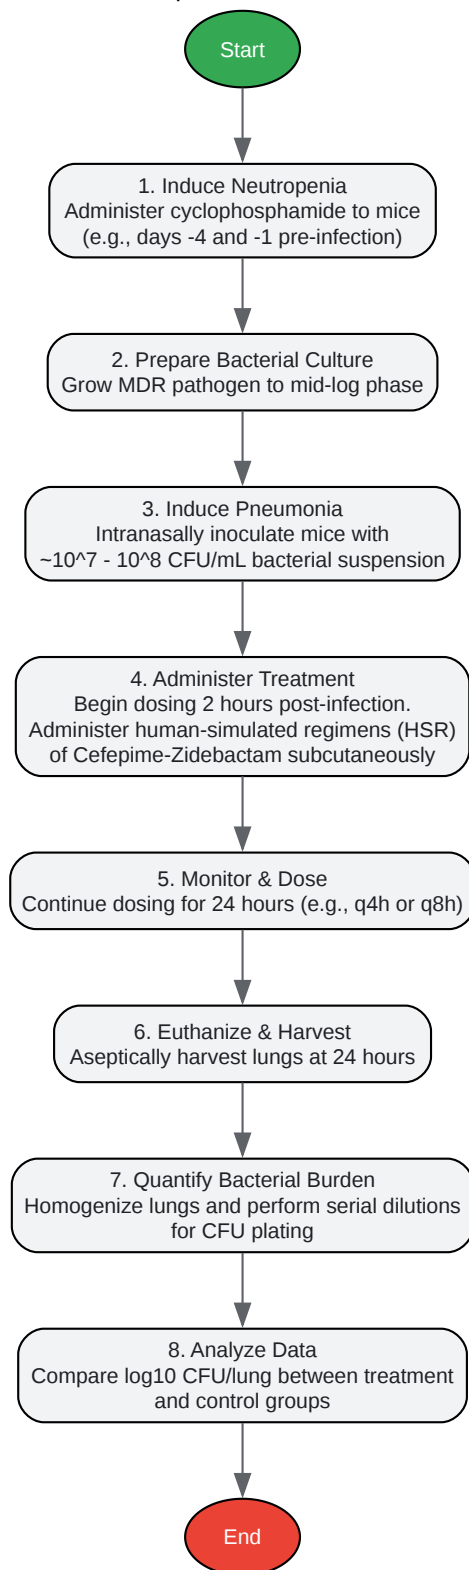 Start
1. Induce Neutropenia
Administer cyclophosphamide to mice
(e.g., days -4 and -1 pre-infection)
2. Prepare Bacterial Culture
Grow MDR pathogen to mid-log phase
3. Induce Pneumonia
Intranasally inoculate mice with
~10^7 - 10^8 CFU/mL bacterial suspension
4. Administer Treatment
Begin dosing 2 hours post-infection.
Administer human-simulated regimens (HSR)
of Cefepime-Zidebactam subcutaneously
5. Monitor & Dose
Continue dosing for 24 hours (e.g., q4h or q8h)
6. Euthanize & Harvest
Aseptically harvest lungs at 24 hours
7. Quantify Bacterial Burden
Homogenize lungs and perform serial dilutions
for CFU plating
8. Analyze Data
Compare log10 CFU/lung between treatment
and control groups
End